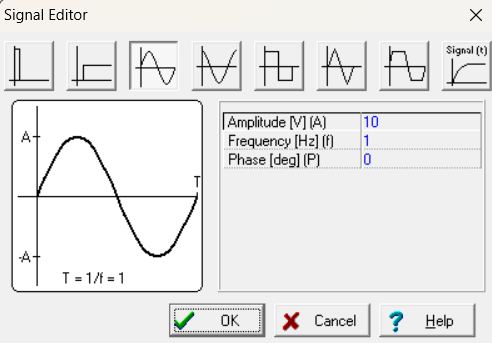 Signal Editor
Signal (t)
A
T
-A
T = 1/f = 1
Amplitude [V] (A) 10
Frequency [Hz] (f) 1
Phase [deg] (P) 0
OK Cancel ? Help